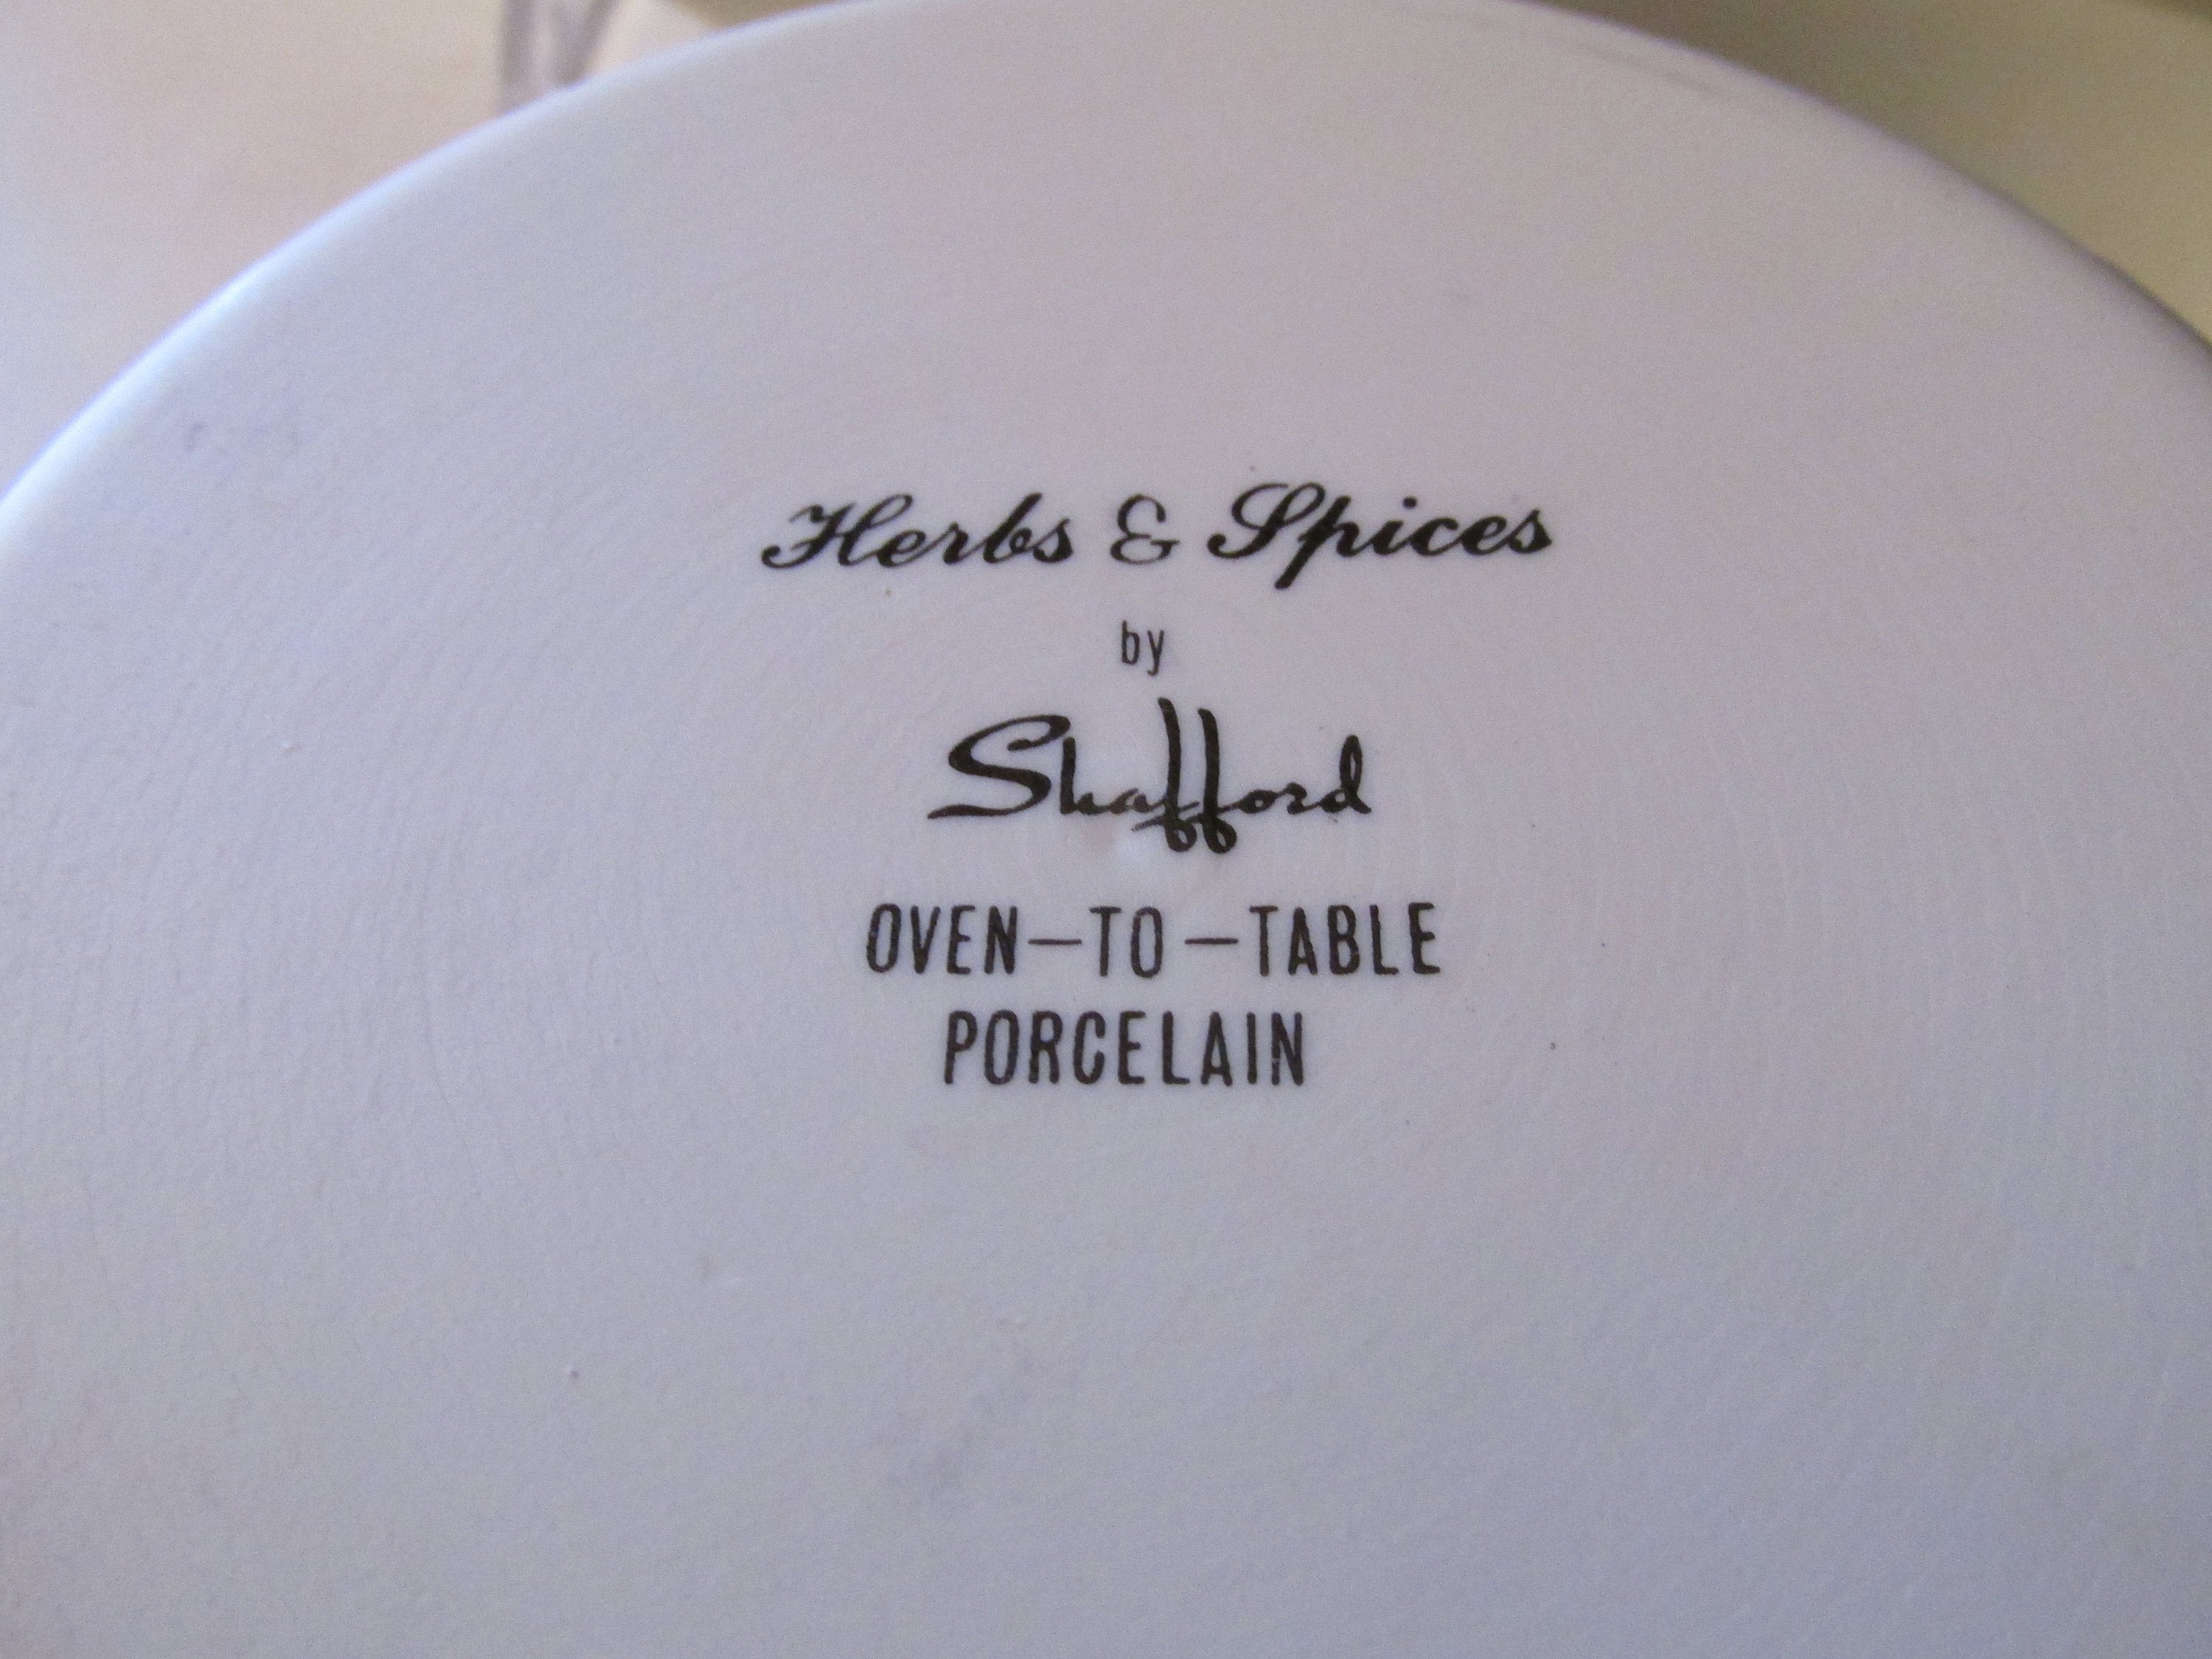 Herbs & Spices
by
Shafford
OVEN—TO—TABLE
PORCELAIN